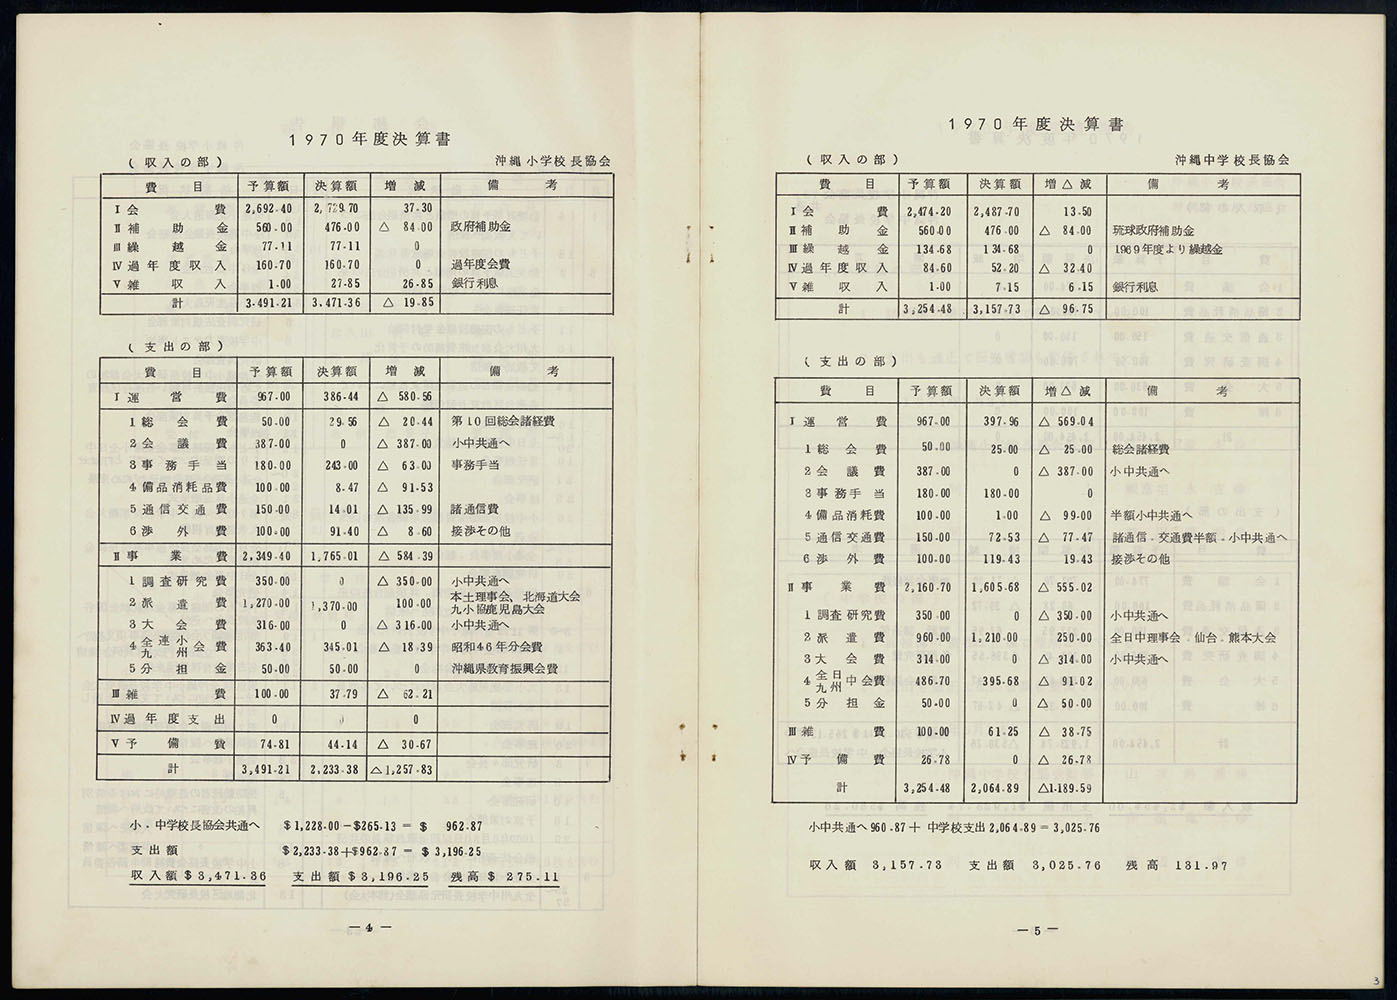 1970年度決算書
（収入の部） 沖縄小学校長協会
費目 予算額 決算額 増減 備考
Ⅰ会費 2,692.40 2,729.70 37.30
Ⅱ補助金 560.00 476.00 △ 84.00 政府補助金
Ⅲ繰越金 77.11 77.11 0
Ⅳ過年度収入 160.70 160.70 0 過年度会費
Ⅴ雑収入 1.00 27.85 26.85 銀行利息
計 3.491.21 3.471.36 △ 19.85
（支出の部）
費目 予算額 決算額 増減 備考
Ⅰ運営費 967.00 386.44 △ 580.56
1総会費 50.00 29.56 △ 20.44 第10回総会諸経費
2会議費 387.00 0 △ 387.00 小中共通へ
3事務手当 180.00 243.00 △ 63.00 事務手当
4備品消耗品費 100.00 8.47 △ 91.53
5通信交通費 150.00 14.01 △ 135.99 諸通信費
6渉外費 100.00 91.40 △ 8.60 接渉その他
Ⅱ事業費 2,349.40 1,765.01 △ 584.39
1調査研究費 350.00 0 △ 350.00 小中共通へ
2派遣費 1,270.00 1,370.00 100.00 本土理事会、北海道大会
九小協鹿児島大会
3大会費 316.00 0 △ 316.00 小中共通へ
4全連小九州会費 363.40 345.01 △ 18.39 昭和46年分会費
5分担金 50.00 50.00 0 沖縄県教育振興会費
Ⅲ雑費 100.00 37.79 △ 62.21
Ⅳ過年度支出 0 0 0
Ⅴ予備費 74.81 44.14 △ 30.67
計 3,491.21 2,233.38 △1,257.83
小・中学校長協会共通へ $1,228.00－$265.13＝$ 962.87
支出額 $2,233.38＋$962.87 ＝ $3,196.25
収入額$3,471.36 支出額$3,196.25 残高$ 275.11
－4－
1970年度決算書
（収入の部） 沖縄中学校長協会
費目 予算額 決算額 増△減 備考
Ⅰ会費 2,474.20 2,487.70 13.50
Ⅱ補助金 560.00 476.00 △ 84.00 琉球政府補助金
Ⅲ繰越金 134.68 134.68 0 1969年度より繰越金
Ⅳ過年度収入 84.60 52.20 △ 32.40
Ⅴ雑収入 1.00 7.15 6.15 銀行利息
計 3,254.48 3,157.73 △ 96.75
（支出の部）
費目 予算額 決算額 増△減 備考
Ⅰ運営費 967.00 397.96 △ 569.04
1総会費 50.00 25.00 △ 25.00 総会諸経費
2会議費 387.00 0 △ 387.00 小中共通へ
3事務手当 180.00 180.00 0
4備品消耗費 100.00 1.00 △ 99.00 半額小中共通へ
5通信交通費 150.00 72.53 △ 77.47 諸通信．交通費半額．小中共通へ
6渉外費 100.00 119.43 19.43 接渉その他
Ⅱ事業費 2,160.70 1,605.68 △ 555.02
1調査研究費 350.00 0 △ 350.00 小中共通へ
2派遣費 960.00 1,210.00 250.00 全日中理事会．仙台．熊本大会
3大会費 314.00 0 △ 314.00 小中共通へ
4全日中九州会費 486.70 395.68 △ 91.02
5分担金 50.00 0 △ 50.00
Ⅲ雑費 100.00 61.25 △ 38.75
Ⅳ予備費 26.78 0 △ 26.78
計 3,254.48 2,064.89 △1.189.59
小中共通へ960.87＋ 中学校支出2,064.89＝3,025.76
収入額 3,157.73 支出額 3,025.76 残高 131.97
－5－
3